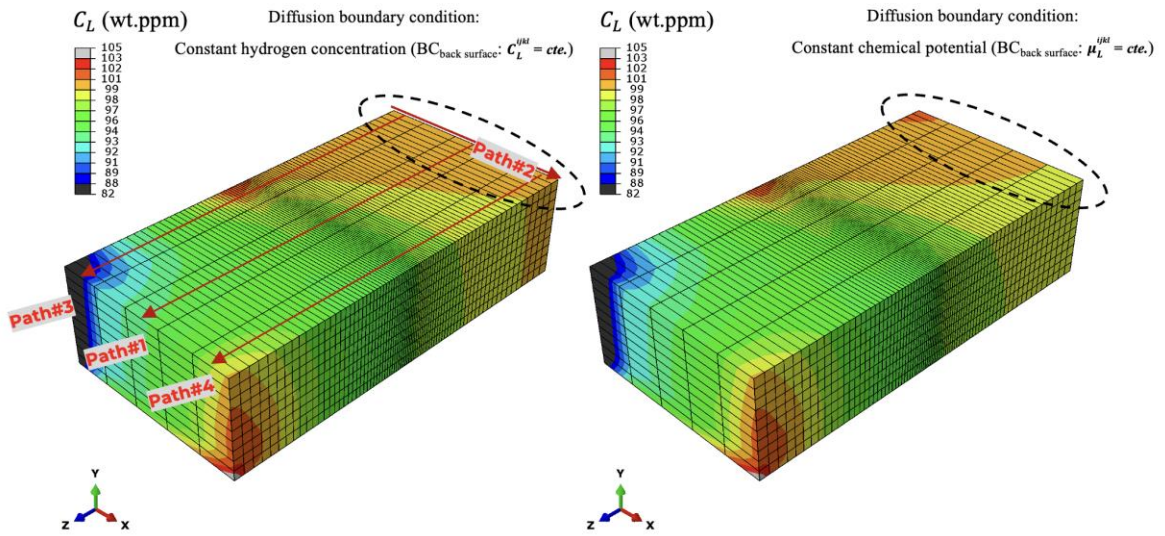 C_L (wt.ppm)
Diffusion boundary condition:
Constant hydrogen concentration (BC_back surface: C_L^ijkl = cte.)
105
103
102
101
99
98
97
96
94
93
92
91
89
88
82
Path#2
Path#3
Path#1
Path#4
Y
Z
X
C_L (wt.ppm)
Diffusion boundary condition:
Constant chemical potential (BC_back surface: μ_L^ijkl = cte.)
105
103
102
101
99
98
97
96
94
93
92
91
89
88
82
Y
Z
X